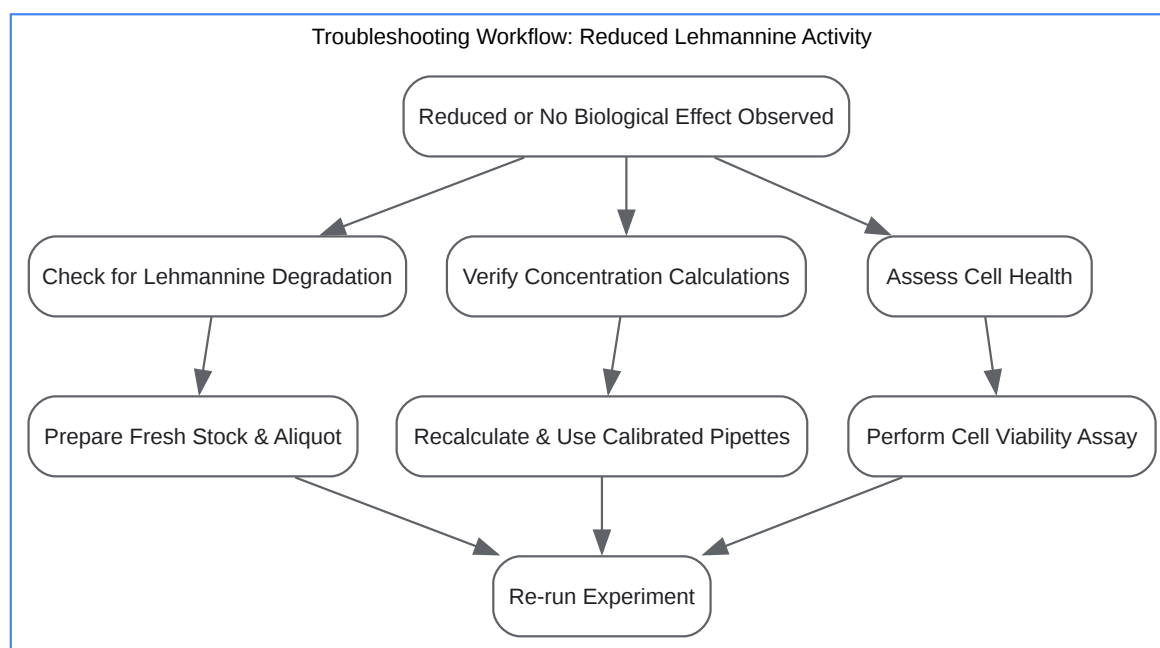 Troubleshooting Workflow: Reduced Lehmannine Activity
Reduced or No Biological Effect Observed
Check for Lehmannine Degradation
Verify Concentration Calculations
Assess Cell Health
Prepare Fresh Stock & Aliquot
Recalculate & Use Calibrated Pipettes
Perform Cell Viability Assay
Re-run Experiment